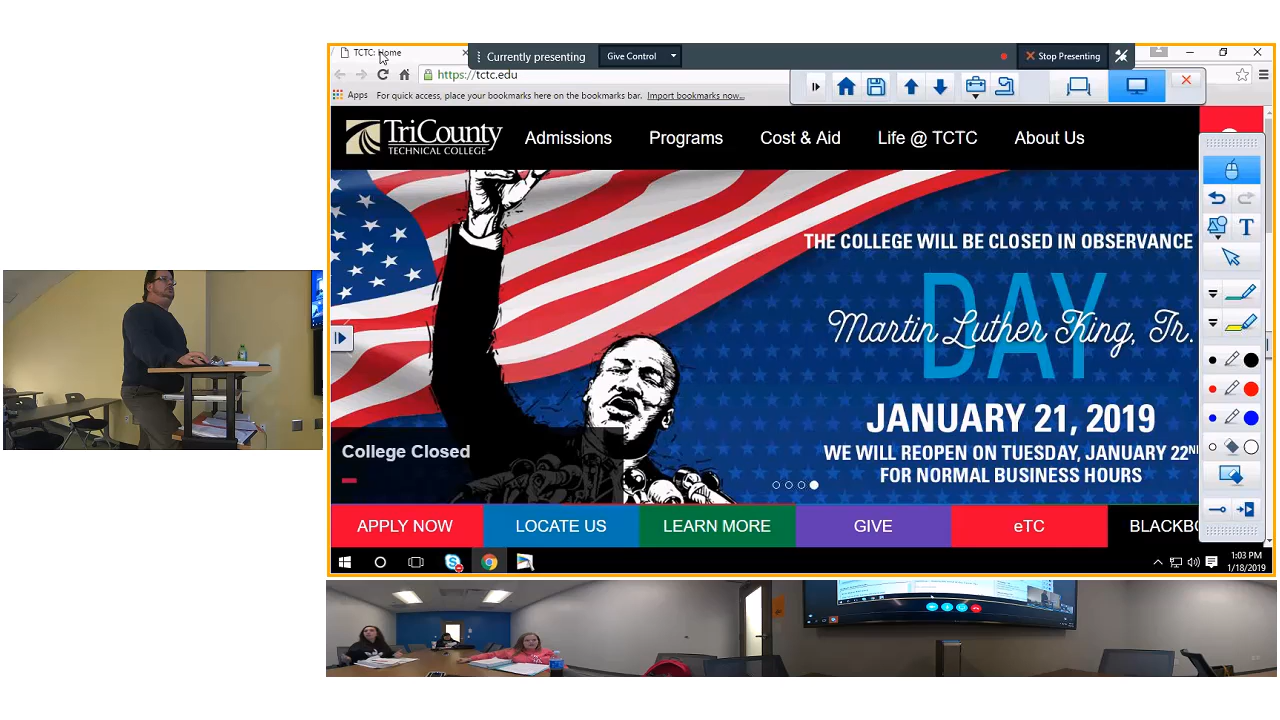 TCTC: Home
Currently presenting
Give Control
Stop Presenting
https://tctc.edu
Apps
For quick access, place your bookmarks here on the bookmarks bar. Import bookmarks now...
TriCounty
TECHNICAL COLLEGE
Admissions
Programs
Cost & Aid
Life @ TCTC
About Us
T
THE COLLEGE WILL BE CLOSED IN OBSERVANCE
DAY
Martin Luther King, Jr.
JANUARY 21, 2019
WE WILL REOPEN ON TUESDAY, JANUARY 22ND
FOR NORMAL BUSINESS HOURS
College Closed
APPLY NOW
LOCATE US
LEARN MORE
GIVE
eTC
BLACKBO
1:03 PM
1/18/2019